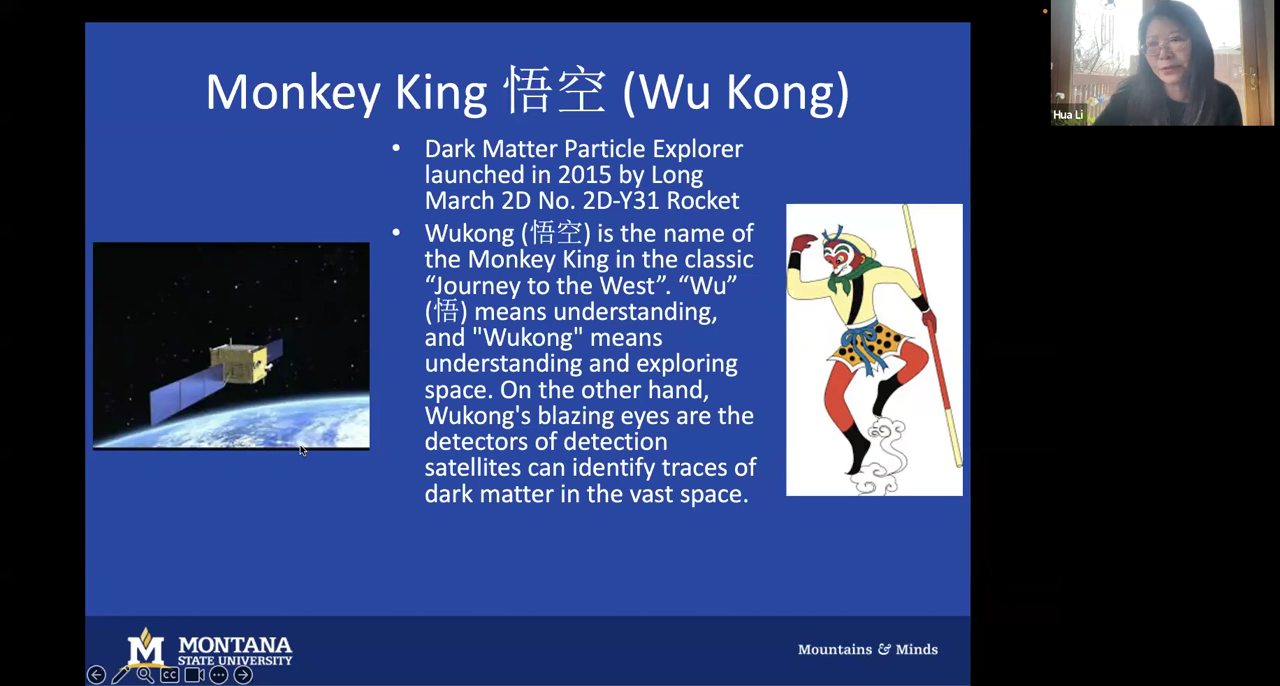 Monkey King 悟空 (Wu Kong)
Dark Matter Particle Explorer
launched in 2015 by Long
March 2D No. 2D-Y31 Rocket
Wukong (悟空) is the name of
the Monkey King in the classic
“Journey to the West”. “Wu”
(悟) means understanding,
and "Wukong" means
understanding and exploring
space. On the other hand,
Wukong's blazing eyes are the
detectors of detection
satellites can identify traces of
dark matter in the vast space.
Hua Li
M MONTANA
STATE UNIVERSITY
Mountains & Minds
CC